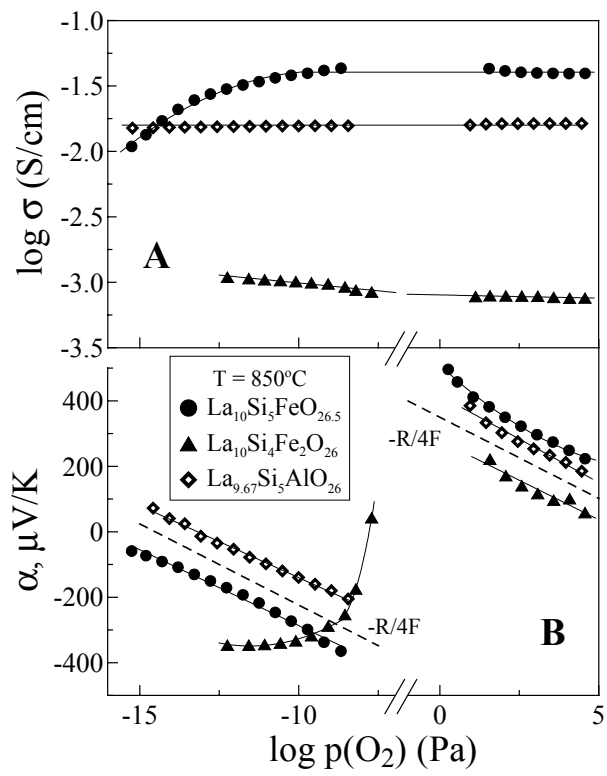 -1.0
-1.5
-2.0
-2.5
-3.0
-3.5
log σ (S/cm)
A
400
200
0
-200
-400
α, μV/K
T = 850ºC
La10Si5FeO26.5
La10Si4Fe2O26
La9.67Si5AlO26
-R/4F
-R/4F
B
-15 -10 0 5
log p(O2) (Pa)